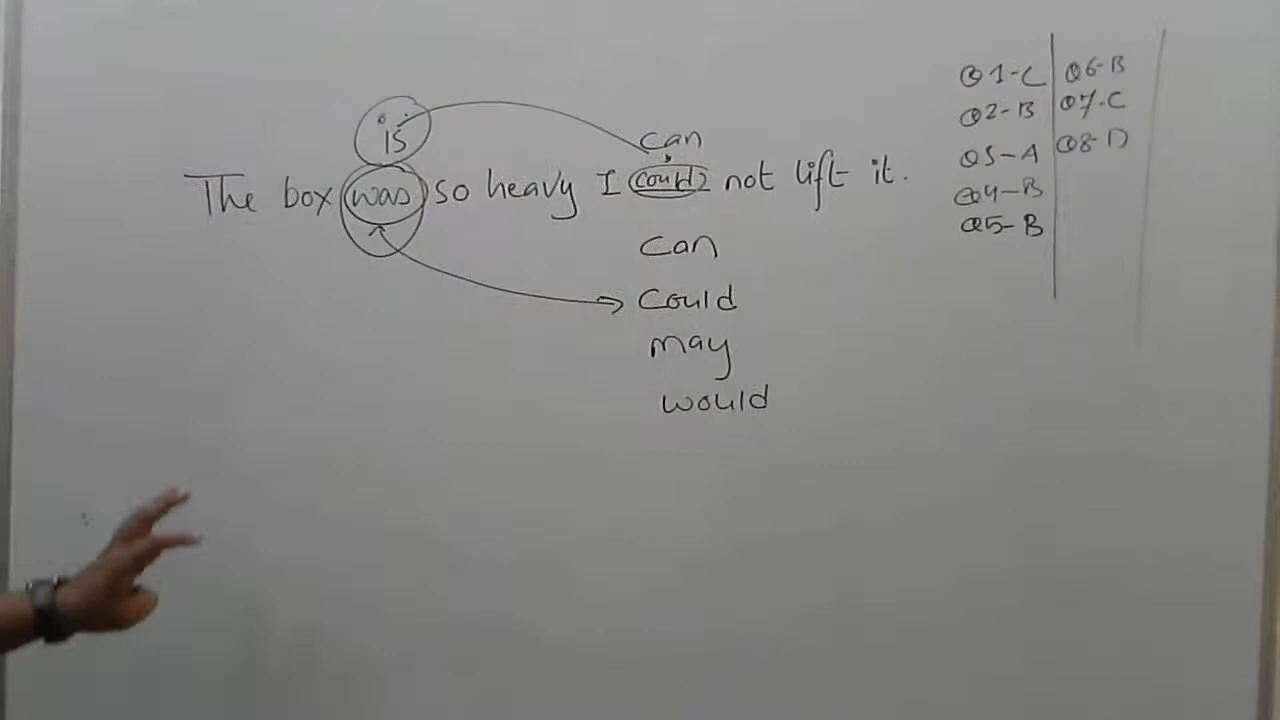 is
can
The box was so heavy I could not lift it.
can
Could
may
would
Q1-C
Q2-B
Q3-A
Q4-B
Q5-B
Q6-B
Q7-C
Q8-D